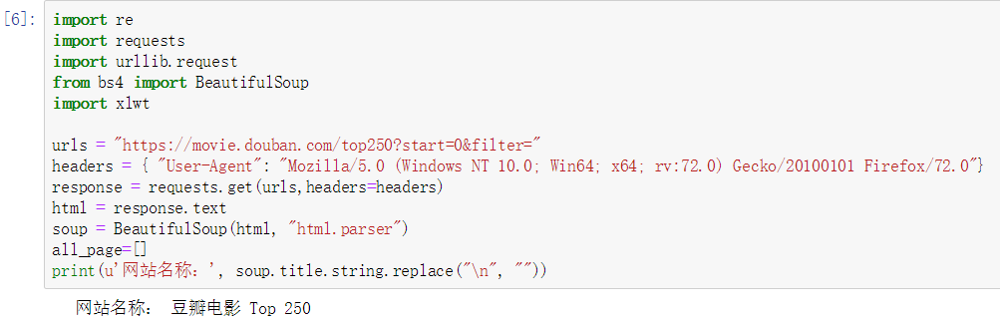 [6]:
import re
import requests
import urllib.request
from bs4 import BeautifulSoup
import xlwt
urls = "https://movie.douban.com/top250?start=0&filter="
headers = { "User-Agent": "Mozilla/5.0 (Windows NT 10.0; Win64; x64; rv:72.0) Gecko/20100101 Firefox/72.0"}
response = requests.get(urls,headers=headers)
html = response.text
soup = BeautifulSoup(html, "html.parser")
all_page=[]
print(u'网站名称：', soup.title.string.replace("\n", ""))
网站名称： 豆瓣电影 Top 250